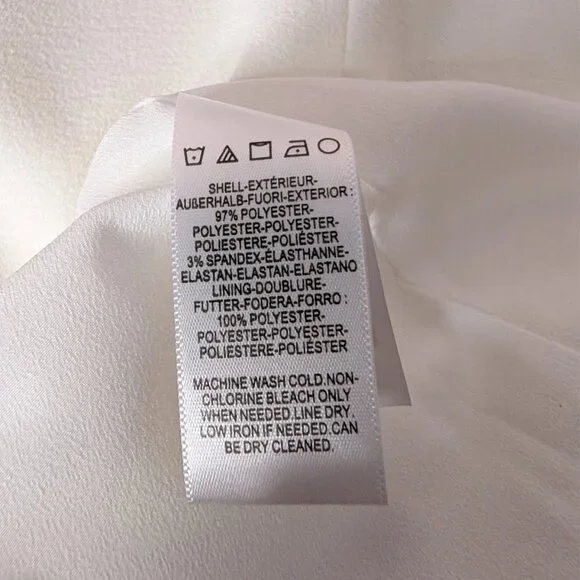 SHELL-EXTÉRIEUR-
AUßERHALB-FUORI-EXTERIOR :
97% POLYESTER-
POLYESTER-POLYESTER-
POLIESTERE-POLIÉSTER
3% SPANDEX-ÉLASTHANNE-
ELASTAN-ELASTAN-ELASTANO
LINING-DOUBLURE-
FUTTER-FODERA-FORRO :
100% POLYESTER-
POLYESTER-POLYESTER-
POLIESTERE-POLIÉSTER
MACHINE WASH COLD.NON-
CHLORINE BLEACH ONLY
WHEN NEEDED.LINE DRY.
LOW IRON IF NEEDED.CAN
BE DRY CLEANED.